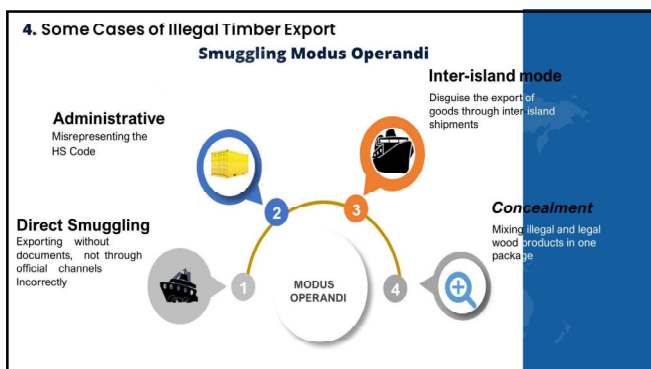 4. Some Cases of Illegal Timber Export
Smuggling Modus Operandi
Inter-island mode
Disguise the export of
goods through inter island
shipments
Administrative
Misrepresenting the
HS Code
2
3
Concealment
Mixing illegal and legal
wood products in one
package
Direct Smuggling
Exporting without
documents, not through
official channels
Incorrectly
1
MODUS
OPERANDI
4